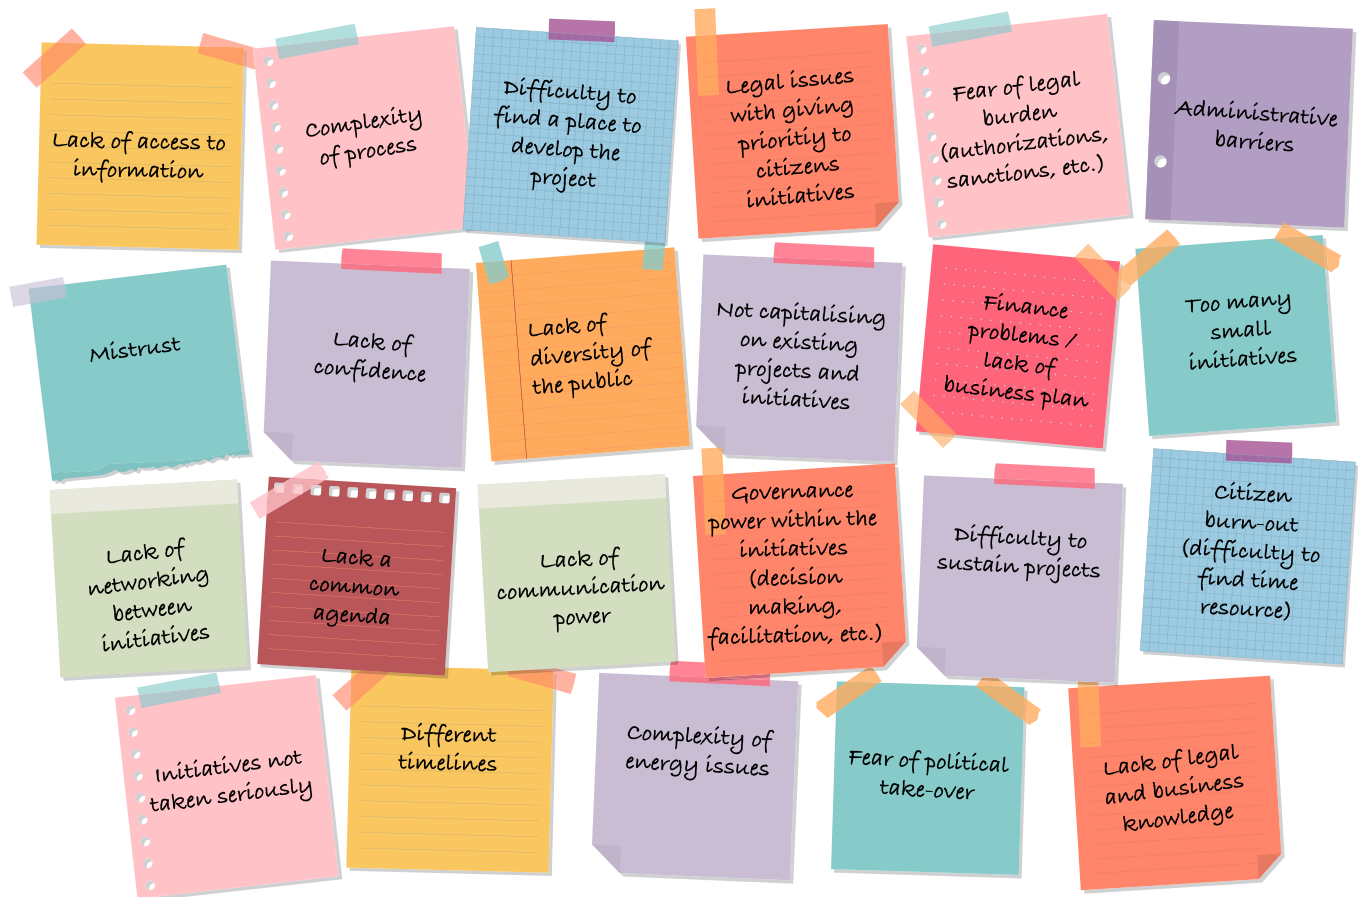 Lack of access to
information
Complexity
of process
Difficulty to
find a place to
develop the
project
Legal issues
with giving
prioritiy to
citizens
initiatives
Fear of legal
burden
(authorizations,
sanctions, etc.)
Administrative
barriers
Mistrust
Lack of
confidence
Lack of
diversity of
the public
Not capitalising
on existing
projects and
initiatives
Finance
problems /
lack of
business plan
Too many
small
initiatives
Lack of
networking
between
initiatives
Lack a
common
agenda
Lack of
communication
power
Governance
power within the
initiatives
(decision
making,
facilitation, etc.)
Difficulty to
sustain projects
Citizen
burn-out
(difficulty to
find time
resource)
Initiatives not
taken seriously
Different
timelines
Complexity of
energy issues
Fear of political
take-over
Lack of legal
and business
knowledge